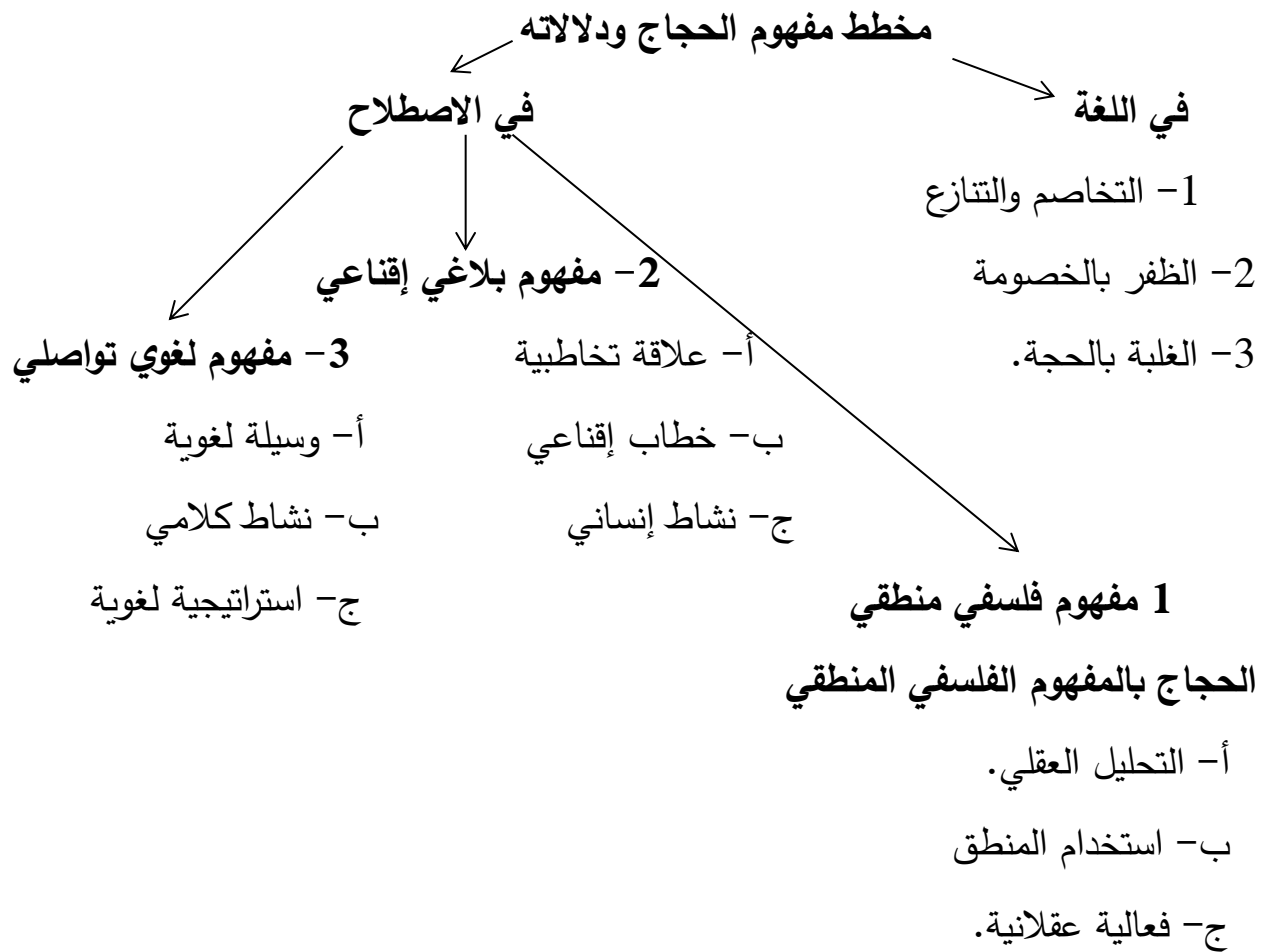 مخطط مفهوم الحجاج ودلالاته
في اللغة
1- التخاصم والتنازع
2- الظفر بالخصومة
3- الغلبة بالحجة.
في الاصطلاح
1 مفهوم فلسفي منطقي
الحجاج بالمفهوم الفلسفي المنطقي
أ- التحليل العقلي.
ب- استخدام المنطق
ج- فعالية عقلانية.
2- مفهوم بلاغي إقناعي
أ- علاقة تخاطبية
ب- خطاب إقناعي
ج- نشاط إنساني
3- مفهوم لغوي تواصلي
أ- وسيلة لغوية
ب- نشاط كلامي
ج- استراتيجية لغوية